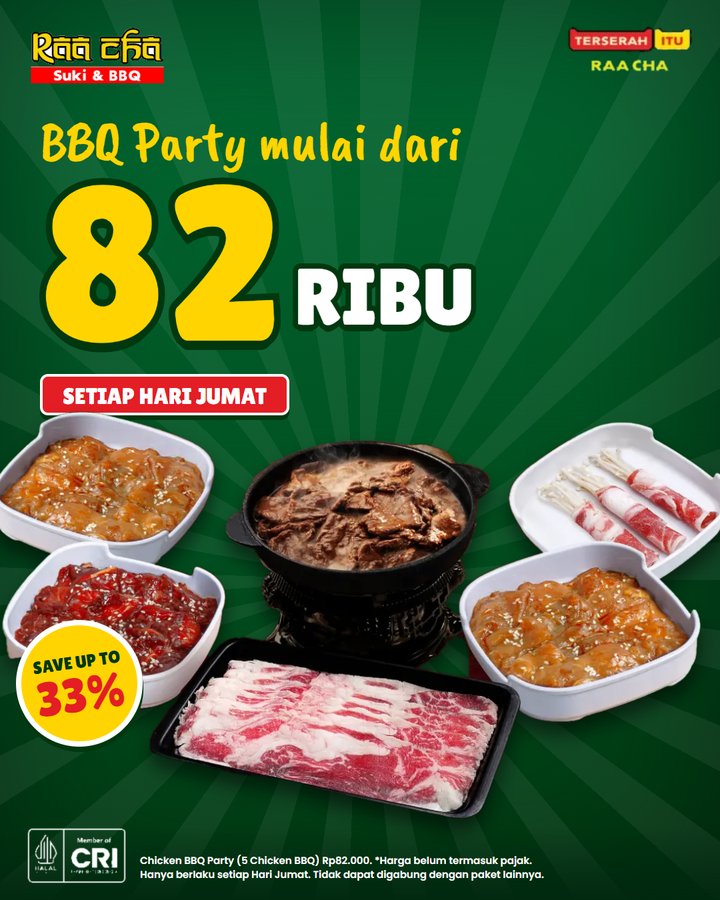 Raa cha
Suki & BBQ
TERSERAH ITU
RAA CHA
BBQ Party mulai dari
82 RIBU
SETIAP HARI JUMAT
SAVE UP TO
33%
HALAL
Member of
CRI
Chicken BBQ Party (5 Chicken BBQ) Rp82.000. *Harga belum termasuk pajak.
Hanya berlaku setiap Hari Jumat. Tidak dapat digabung dengan paket lainnya.